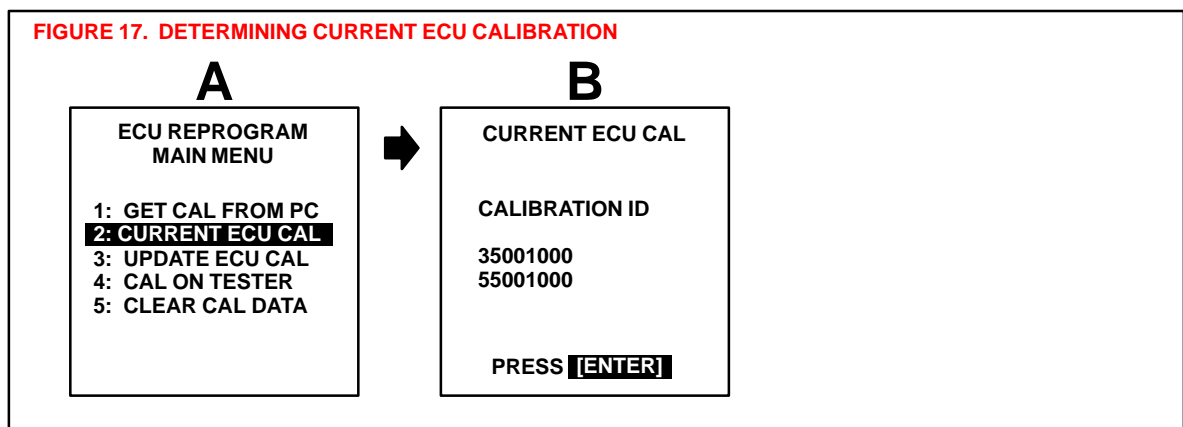 FIGURE 17. DETERMINING CURRENT ECU CALIBRATION
A
ECU REPROGRAM
MAIN MENU
1: GET CAL FROM PC
2: CURRENT ECU CAL
3: UPDATE ECU CAL
4: CAL ON TESTER
5: CLEAR CAL DATA
B
CURRENT ECU CAL
CALIBRATION ID
35001000
55001000
PRESS [ENTER]